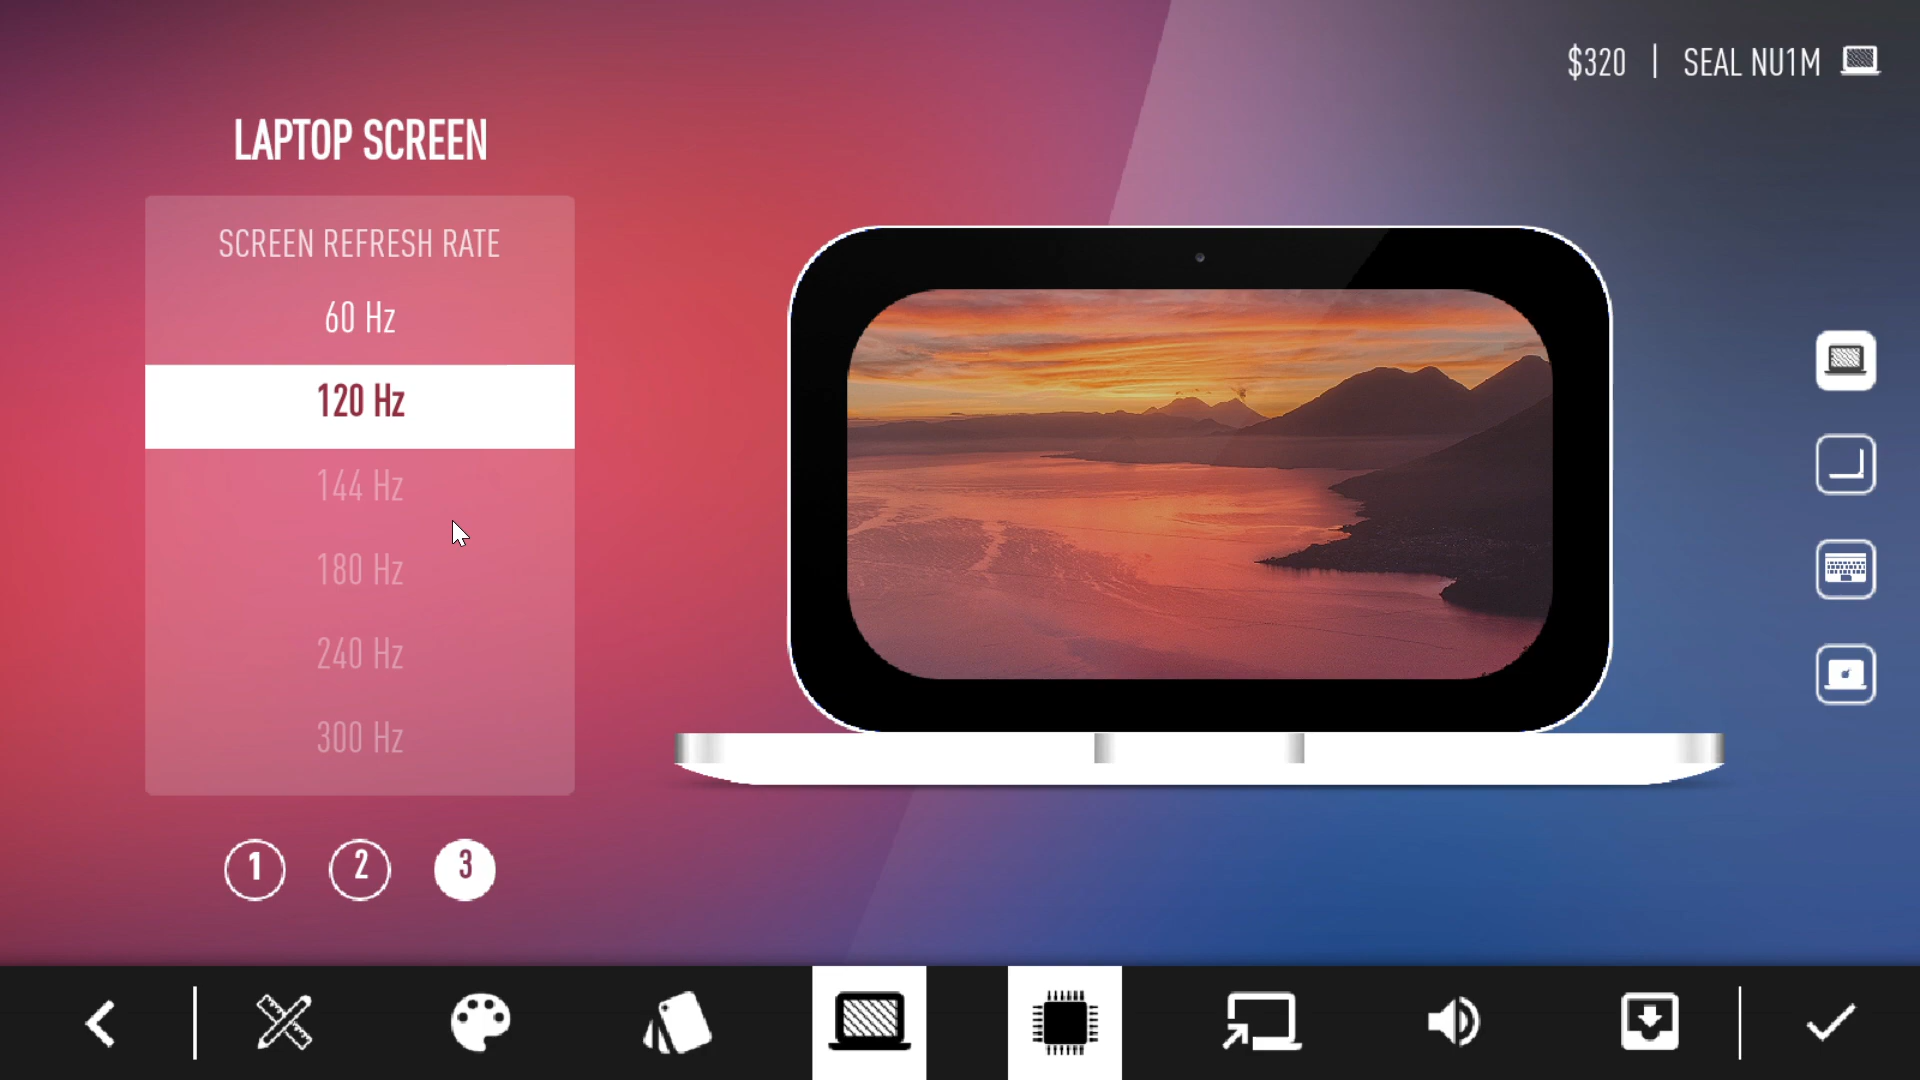 $320 | SEAL NU1M
LAPTOP SCREEN
SCREEN REFRESH RATE
60 Hz
120 Hz
144 Hz
180 Hz
240 Hz
300 Hz
1 2 3